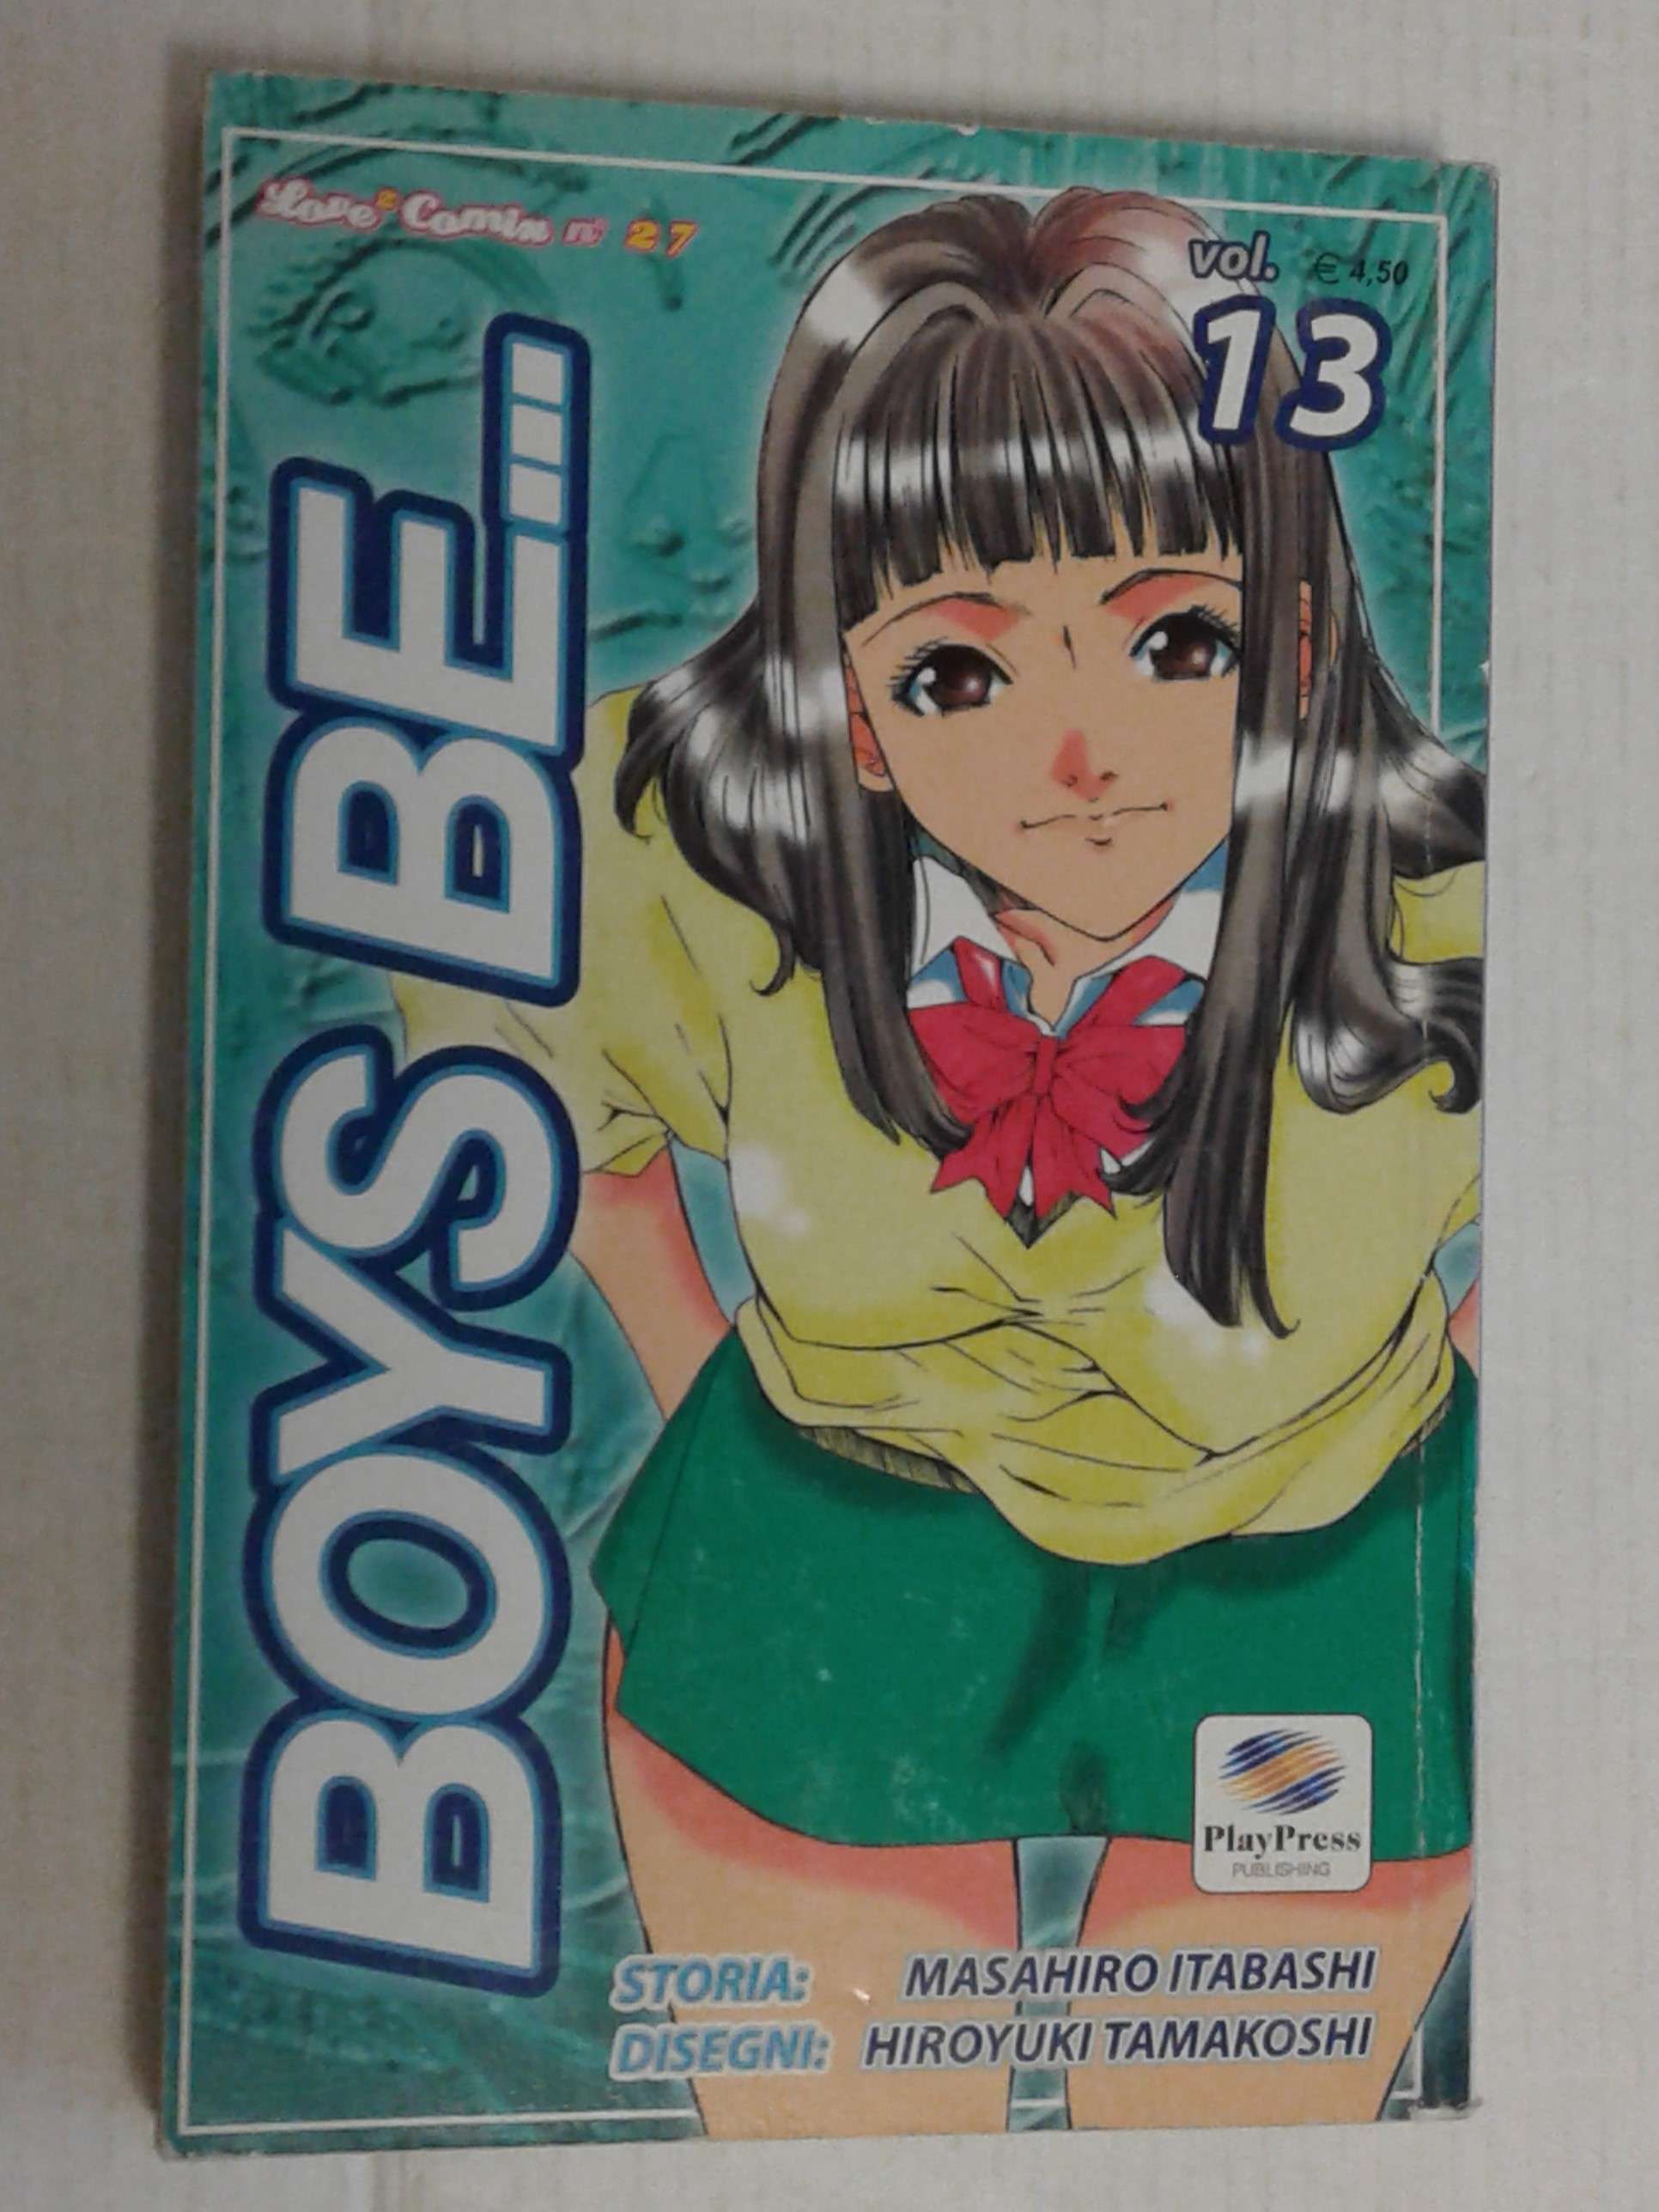 Love² Comix n° 27
vol. € 4,50
13
BOYS BE...
PlayPress
PUBLISHING
STORIA: MASAHIRO ITABASHI
DISEGNI: HIROYUKI TAMAKOSHI